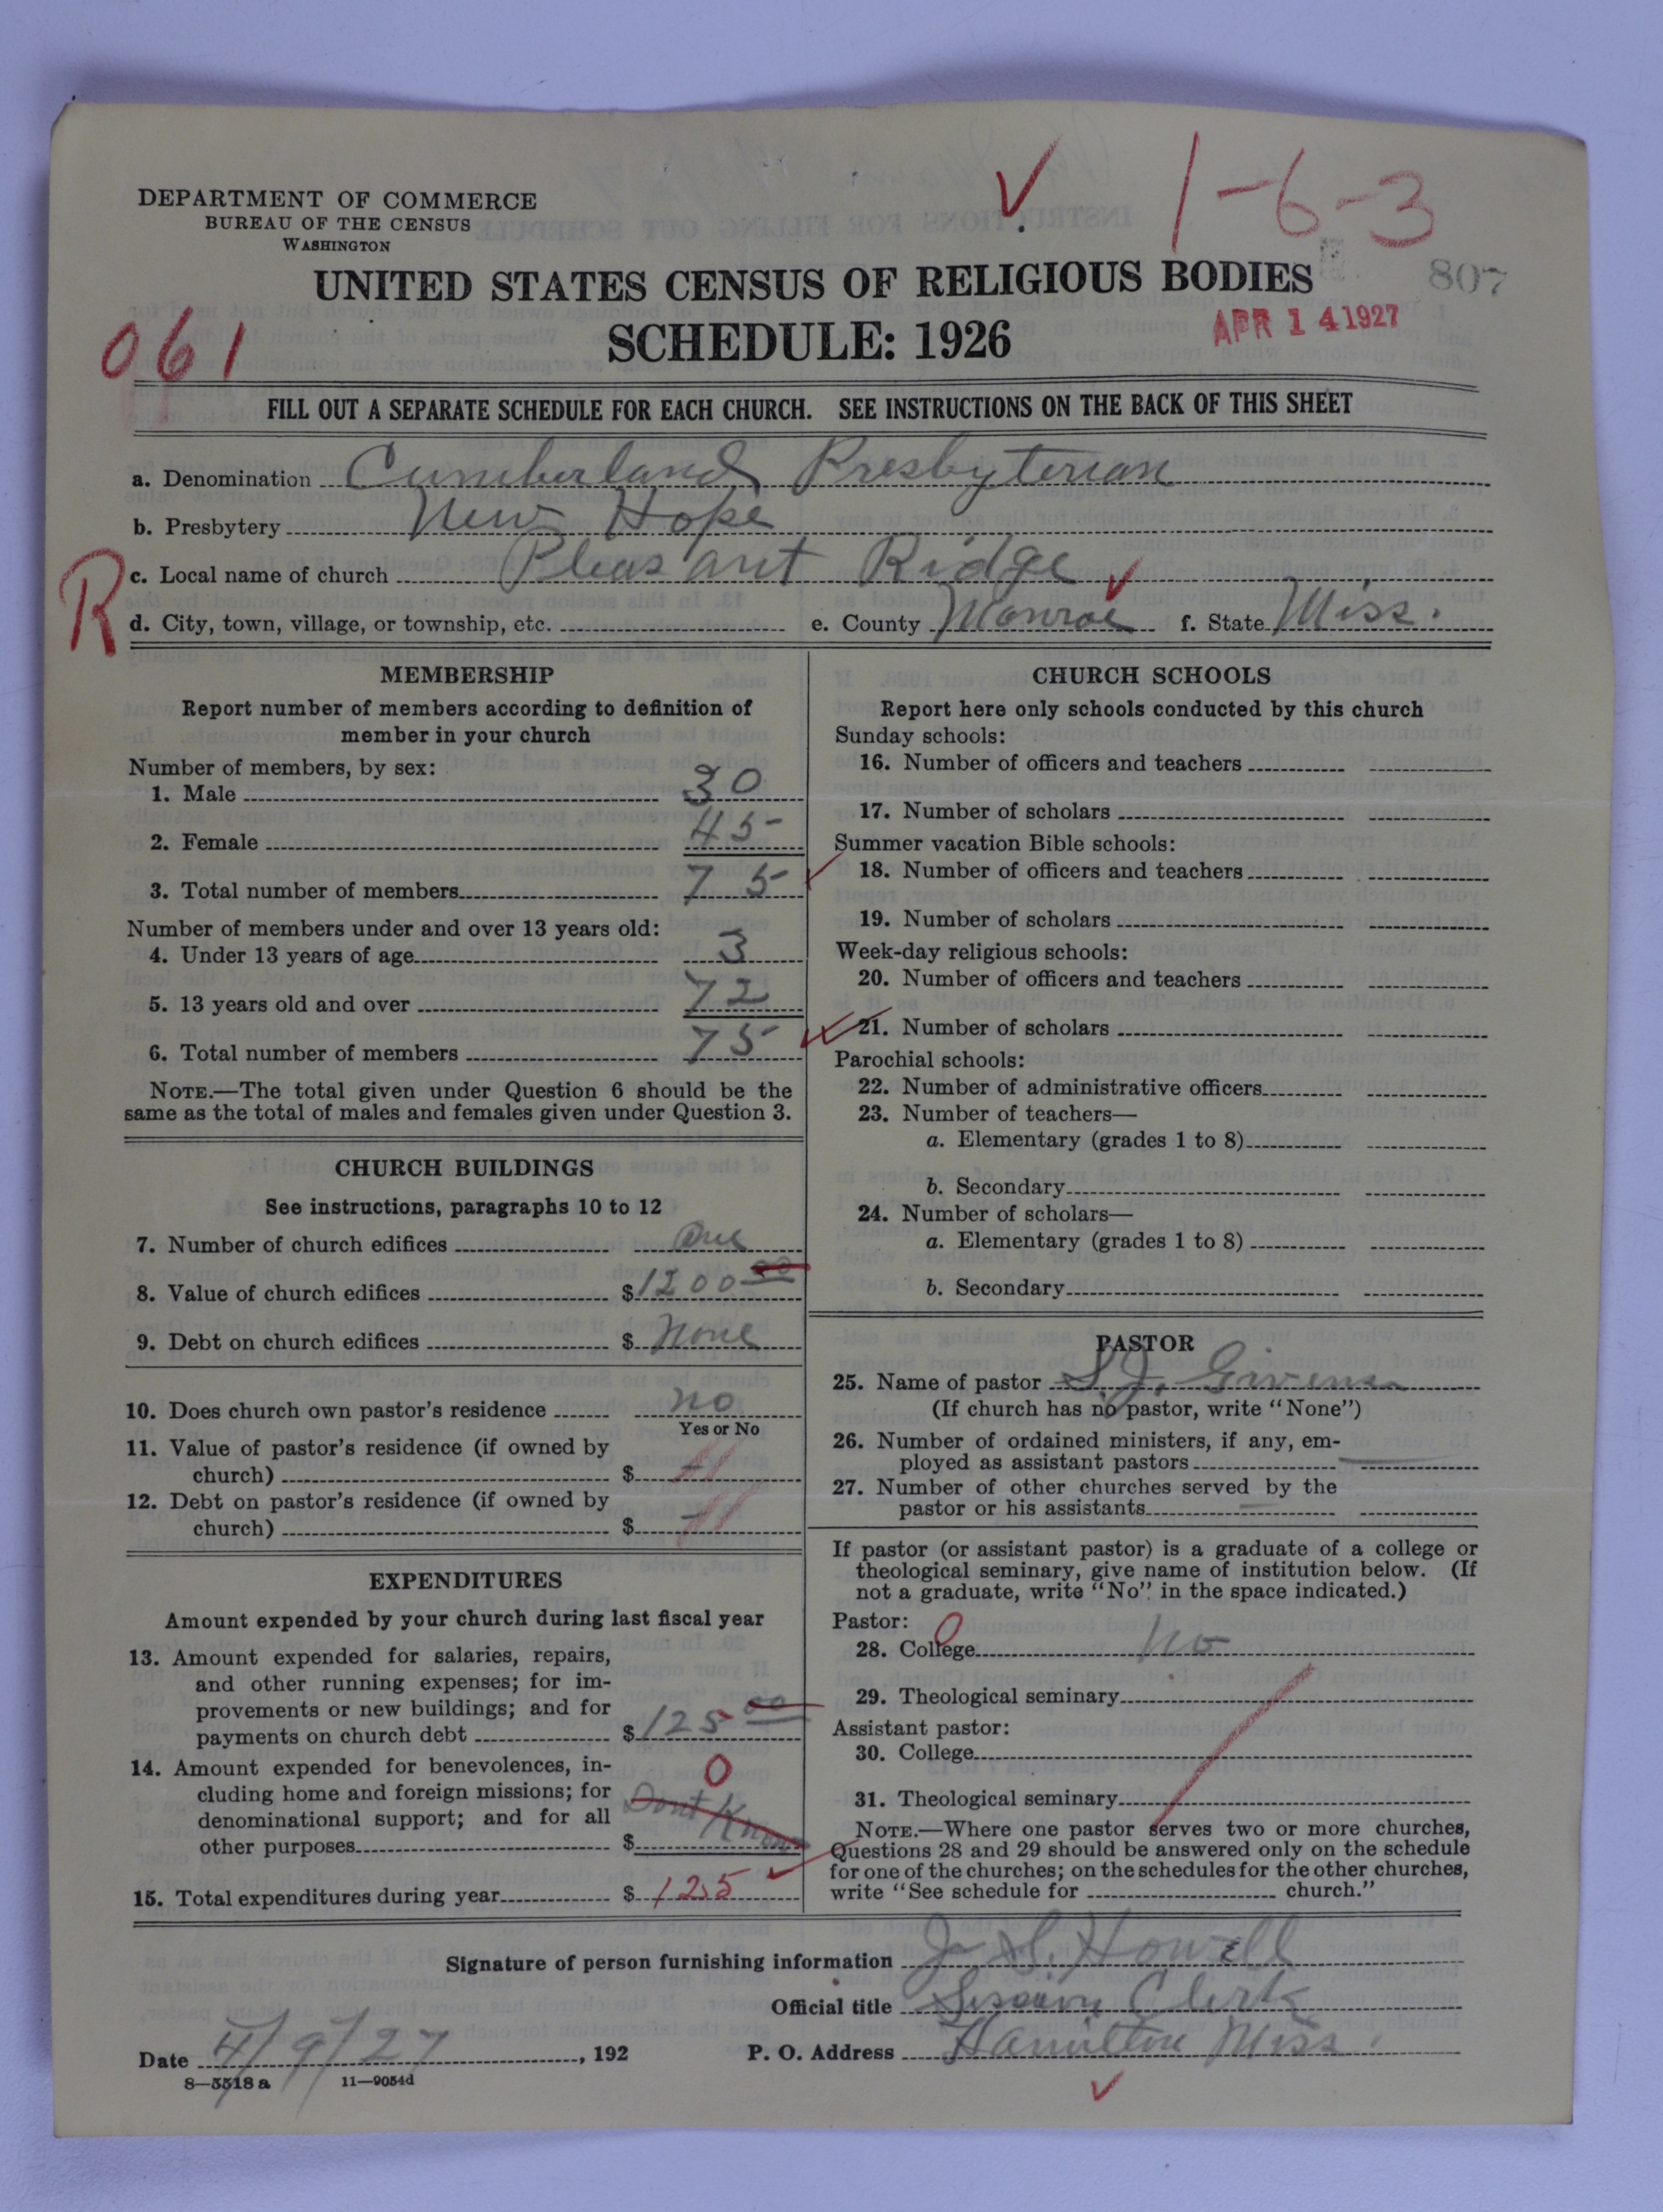 1-6-3
DEPARTMENT OF COMMERCE
BUREAU OF THE CENSUS
WASHINGTON
UNITED STATES CENSUS OF RELIGIOUS BODIES
807
SCHEDULE: 1926
APR 14 1927
061
FILL OUT A SEPARATE SCHEDULE FOR EACH CHURCH. SEE INSTRUCTIONS ON THE BACK OF THIS SHEET
a. Denomination Cumberland Presbyterian
b. Presbytery New Hope
R
c. Local name of church Pleasant Ridge
d. City, town, village, or township, etc. e. County Monroe f. State Miss.
MEMBERSHIP
Report number of members according to definition of
member in your church
Number of members, by sex:
1. Male 30
2. Female 45
3. Total number of members 75
Number of members under and over 13 years old:
4. Under 13 years of age 3
5. 13 years old and over 72
6. Total number of members 75
NOTE.—The total given under Question 6 should be the
same as the total of males and females given under Question 3.
CHURCH BUILDINGS
See instructions, paragraphs 10 to 12
7. Number of church edifices One
8. Value of church edifices $1200 00
9. Debt on church edifices $ None
10. Does church own pastor's residence no
Yes or No
11. Value of pastor's residence (if owned by
church) $
12. Debt on pastor's residence (if owned by
church) $
EXPENDITURES
Amount expended by your church during last fiscal year
13. Amount expended for salaries, repairs,
and other running expenses; for im-
provements or new buildings; and for
payments on church debt $125 00
14. Amount expended for benevolences, in- 0
cluding home and foreign missions; for
denominational support; and for all Dont Know
other purposes $
15. Total expenditures during year $ 125
CHURCH SCHOOLS
Report here only schools conducted by this church
Sunday schools:
16. Number of officers and teachers
17. Number of scholars
Summer vacation Bible schools:
18. Number of officers and teachers
19. Number of scholars
Week-day religious schools:
20. Number of officers and teachers
21. Number of scholars
Parochial schools:
22. Number of administrative officers
23. Number of teachers—
a. Elementary (grades 1 to 8)
b. Secondary
24. Number of scholars—
a. Elementary (grades 1 to 8)
b. Secondary
PASTOR
25. Name of pastor S.J. Givens
(If church has no pastor, write "None")
26. Number of ordained ministers, if any, em-
ployed as assistant pastors
27. Number of other churches served by the
pastor or his assistants
If pastor (or assistant pastor) is a graduate of a college or
theological seminary, give name of institution below. (If
not a graduate, write "No" in the space indicated.)
Pastor:
0
28. College no
29. Theological seminary
Assistant pastor:
30. College
31. Theological seminary
NOTE.—Where one pastor serves two or more churches,
Questions 28 and 29 should be answered only on the schedule
for one of the churches; on the schedules for the other churches,
write "See schedule for church."
Signature of person furnishing information J. S. Howell
Official title Clerk
Date 4/9/27, 192 P. O. Address Hamilton Miss.
8—5518 a 11—9054d